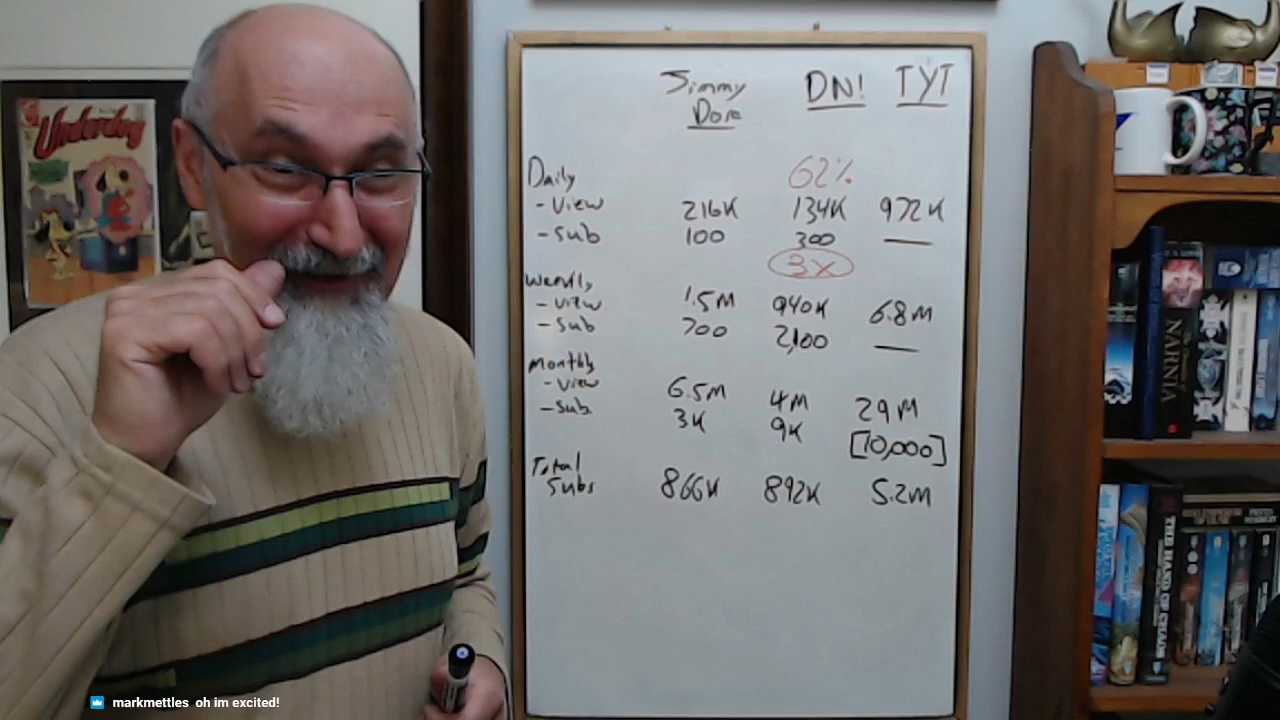 Underdog
Jimmy Dore DN! TYT
Daily 62%
- View 216K 134K 972K
- Sub 100 300 —
3x
Weekly
- View 1.5M 940K 6.8M
- Sub 700 2,100 —
Monthly
- View 6.5M 4M 29M
- Sub 3K 9K [10,000]
Total
Subs 866K 892K 5.2M
NARNIA
THE HAND OF CHAOS
markmettles oh im excited!